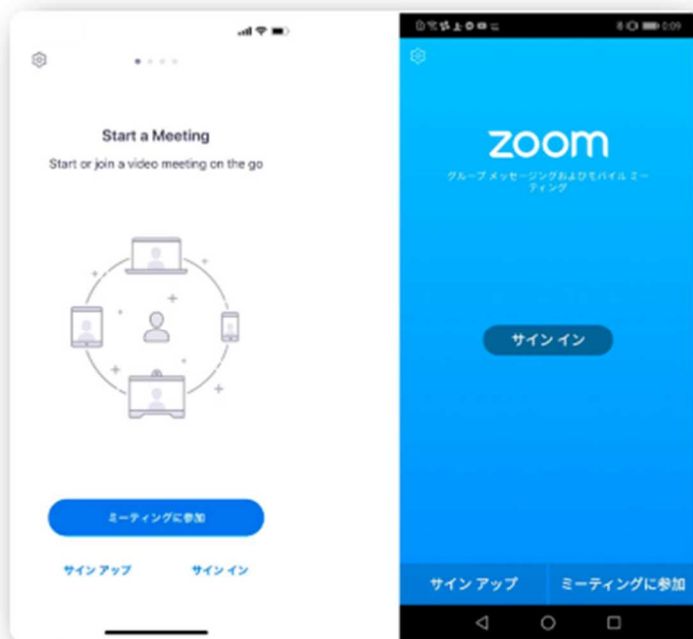 Start a Meeting
Start or join a video meeting on the go
ミーティングに参加
サイン アップ
サイン イン
0:09
zoom
グループ メッセージングおよびモバイル ミー
ティング
サイン イン
サイン アップ
ミーティングに参加